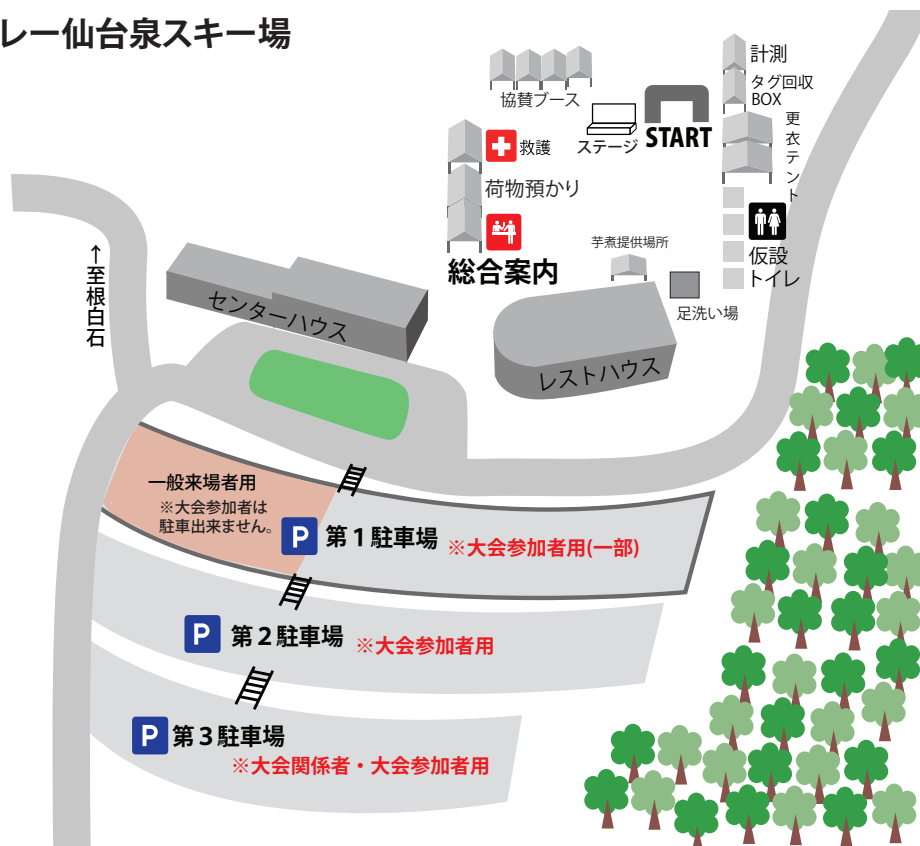 レー仙台泉スキー場
計測
タグ回収
BOX
協賛ブース
更衣テント
ステージ
START
救護
荷物預かり
総合案内
芋煮提供場所
仮設
トイレ
足洗い場
←至根白石
センターハウス
レストハウス
一般来場者用
※大会参加者は
駐車出来ません。
P 第1駐車場 ※大会参加者用(一部)
P 第2駐車場 ※大会参加者用
P 第3駐車場
※大会関係者・大会参加者用